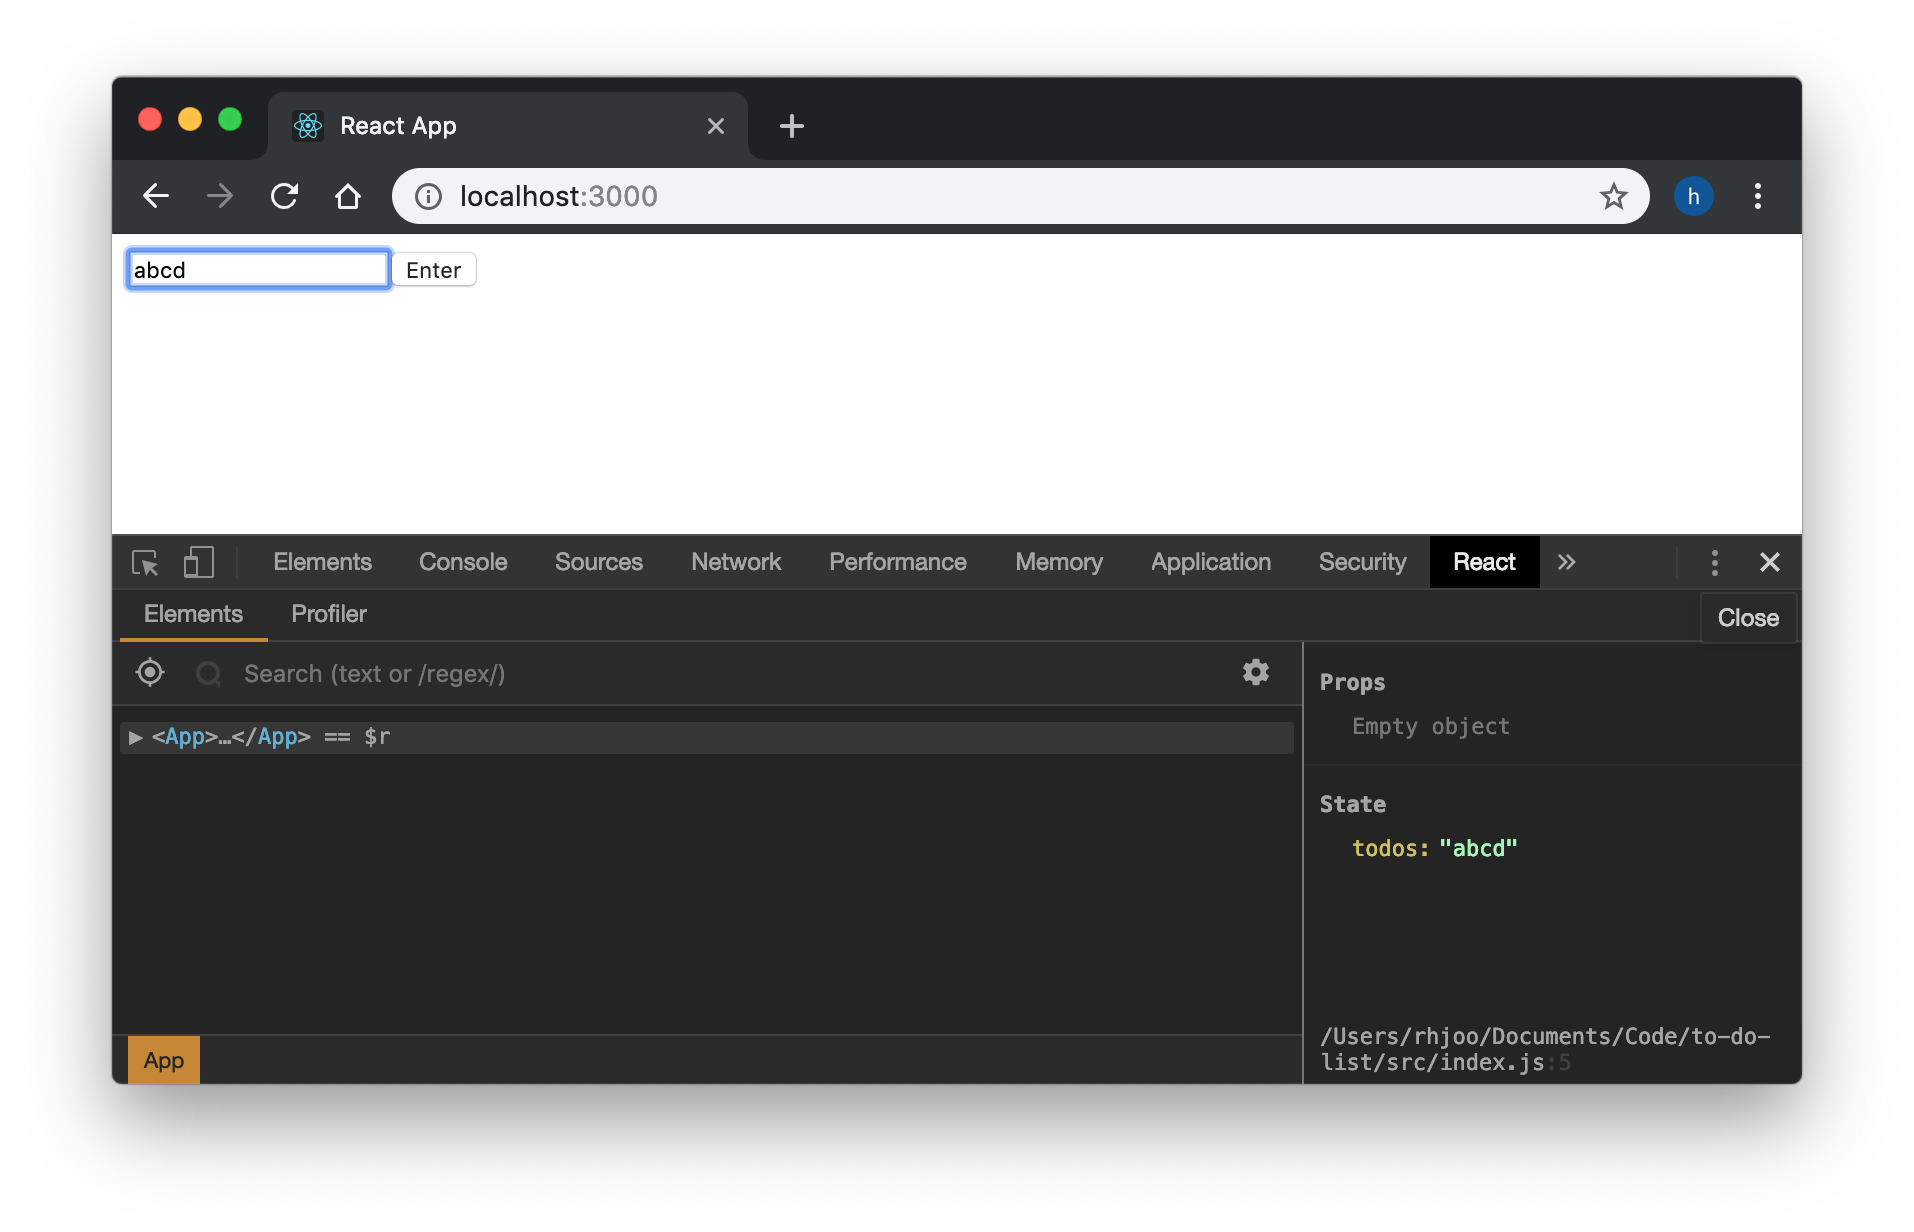 React App
localhost:3000
h
abcd
Enter
Elements Console Sources Network Performance Memory Application Security React »
Elements Profiler
Close
Search (text or /regex/)
▶ <App>…</App> == $r
Props
Empty object
State
todos: "abcd"
/Users/rhjoo/Documents/Code/to-do-
list/src/index.js:5
App